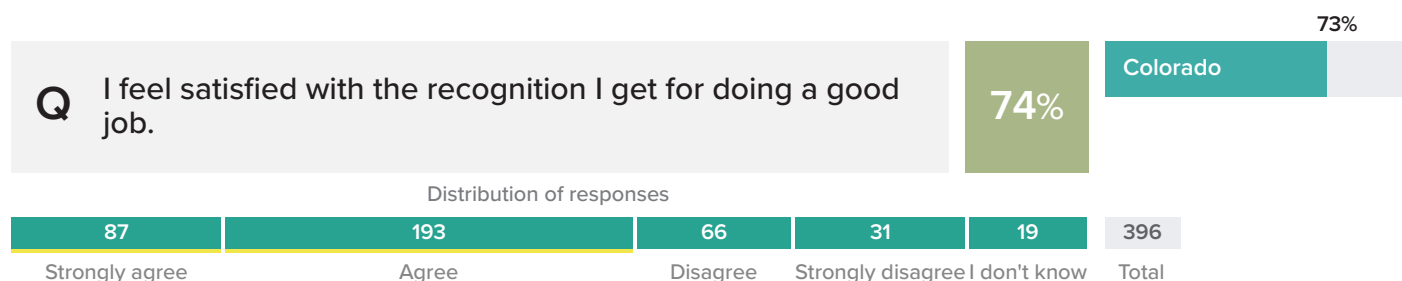 73%
Q I feel satisfied with the recognition I get for doing a good
job.
74%
Colorado
Distribution of responses
87 193 66 31 19 396
Strongly agree Agree Disagree Strongly disagree I don't know Total